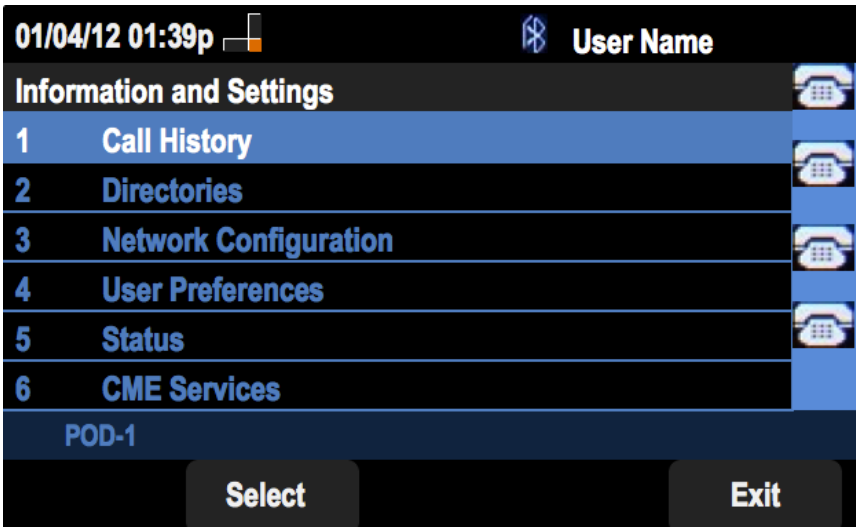 01/04/12 01:39p User Name
Information and Settings
1 Call History
2 Directories
3 Network Configuration
4 User Preferences
5 Status
6 CME Services
POD-1
Select Exit